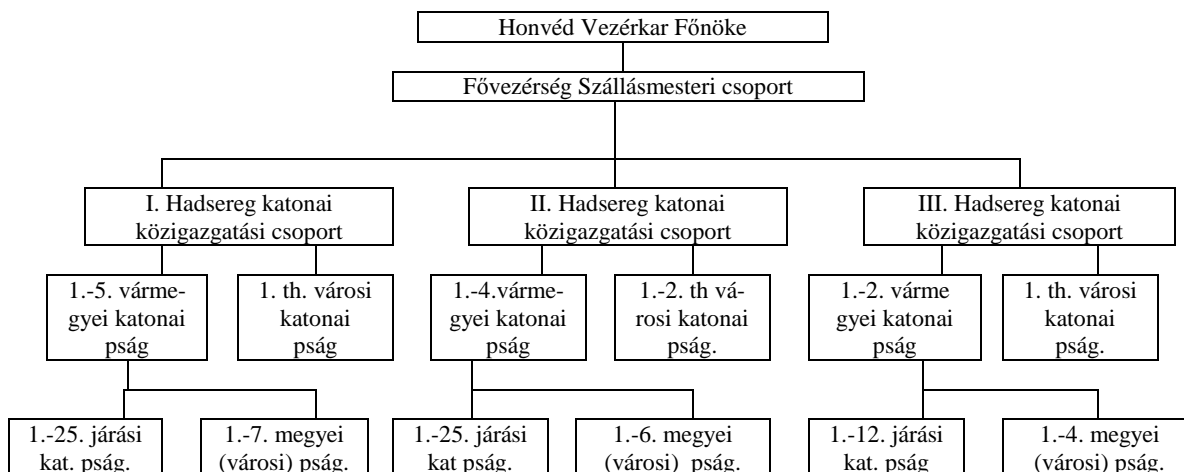 Honvéd Vezérkar Főnöke
Fővezérség Szállásmesteri csoport
I. Hadsereg katonai
közigazgatási csoport
II. Hadsereg katonai
közigazgatási csoport
III. Hadsereg katonai
közigazgatási csoport
1.-5. várme-
gyei katonai
pság
1. th. városi
katonai
pság
1.-4.várme-
gyei katonai
pság
1.-2. th vá-
rosi katonai
pság.
1.-2. várme
gyei katonai
pság
1. th. városi
katonai
pság.
1.-25. járási
kat. pság.
1.-7. megyei
(városi) pság.
1.-25. járási
kat pság.
1.-6. megyei
(városi) pság.
1.-12. járási
kat. pság
1.-4. megyei
(városi) pság.